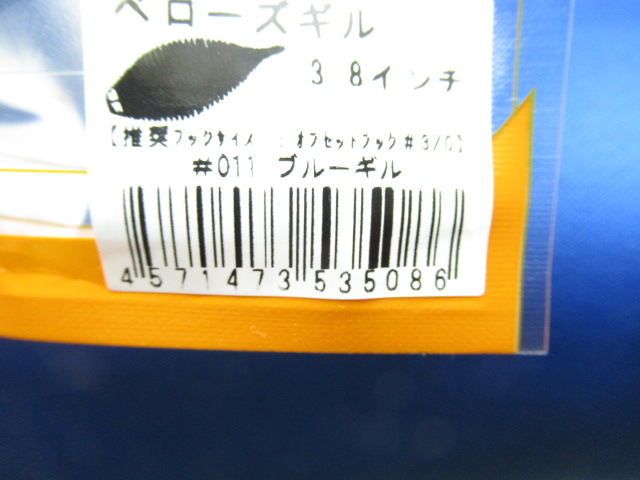 ベローズギル
3 8インチ
【推奨フックサイズ : オフセットフック#3/0】
#011 ブルーギル
4571473535086